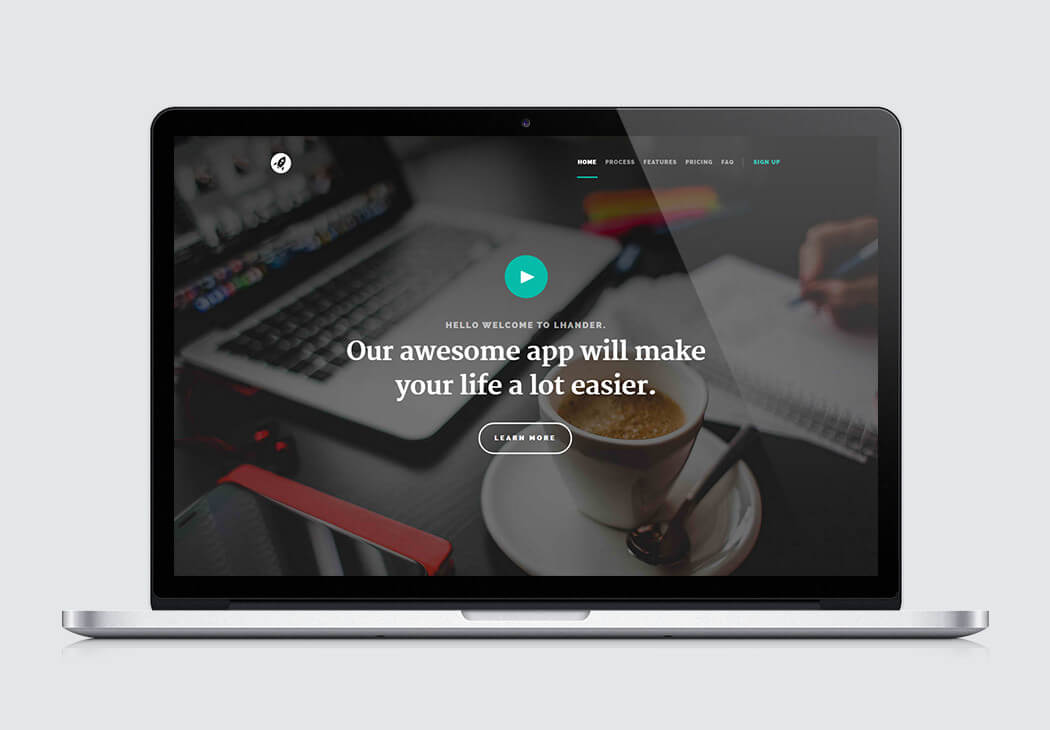 HOME PROCESS FEATURES PRICING FAQ SIGN UP
HELLO WELCOME TO LHANDER.
Our awesome app will make
your life a lot easier.
LEARN MORE